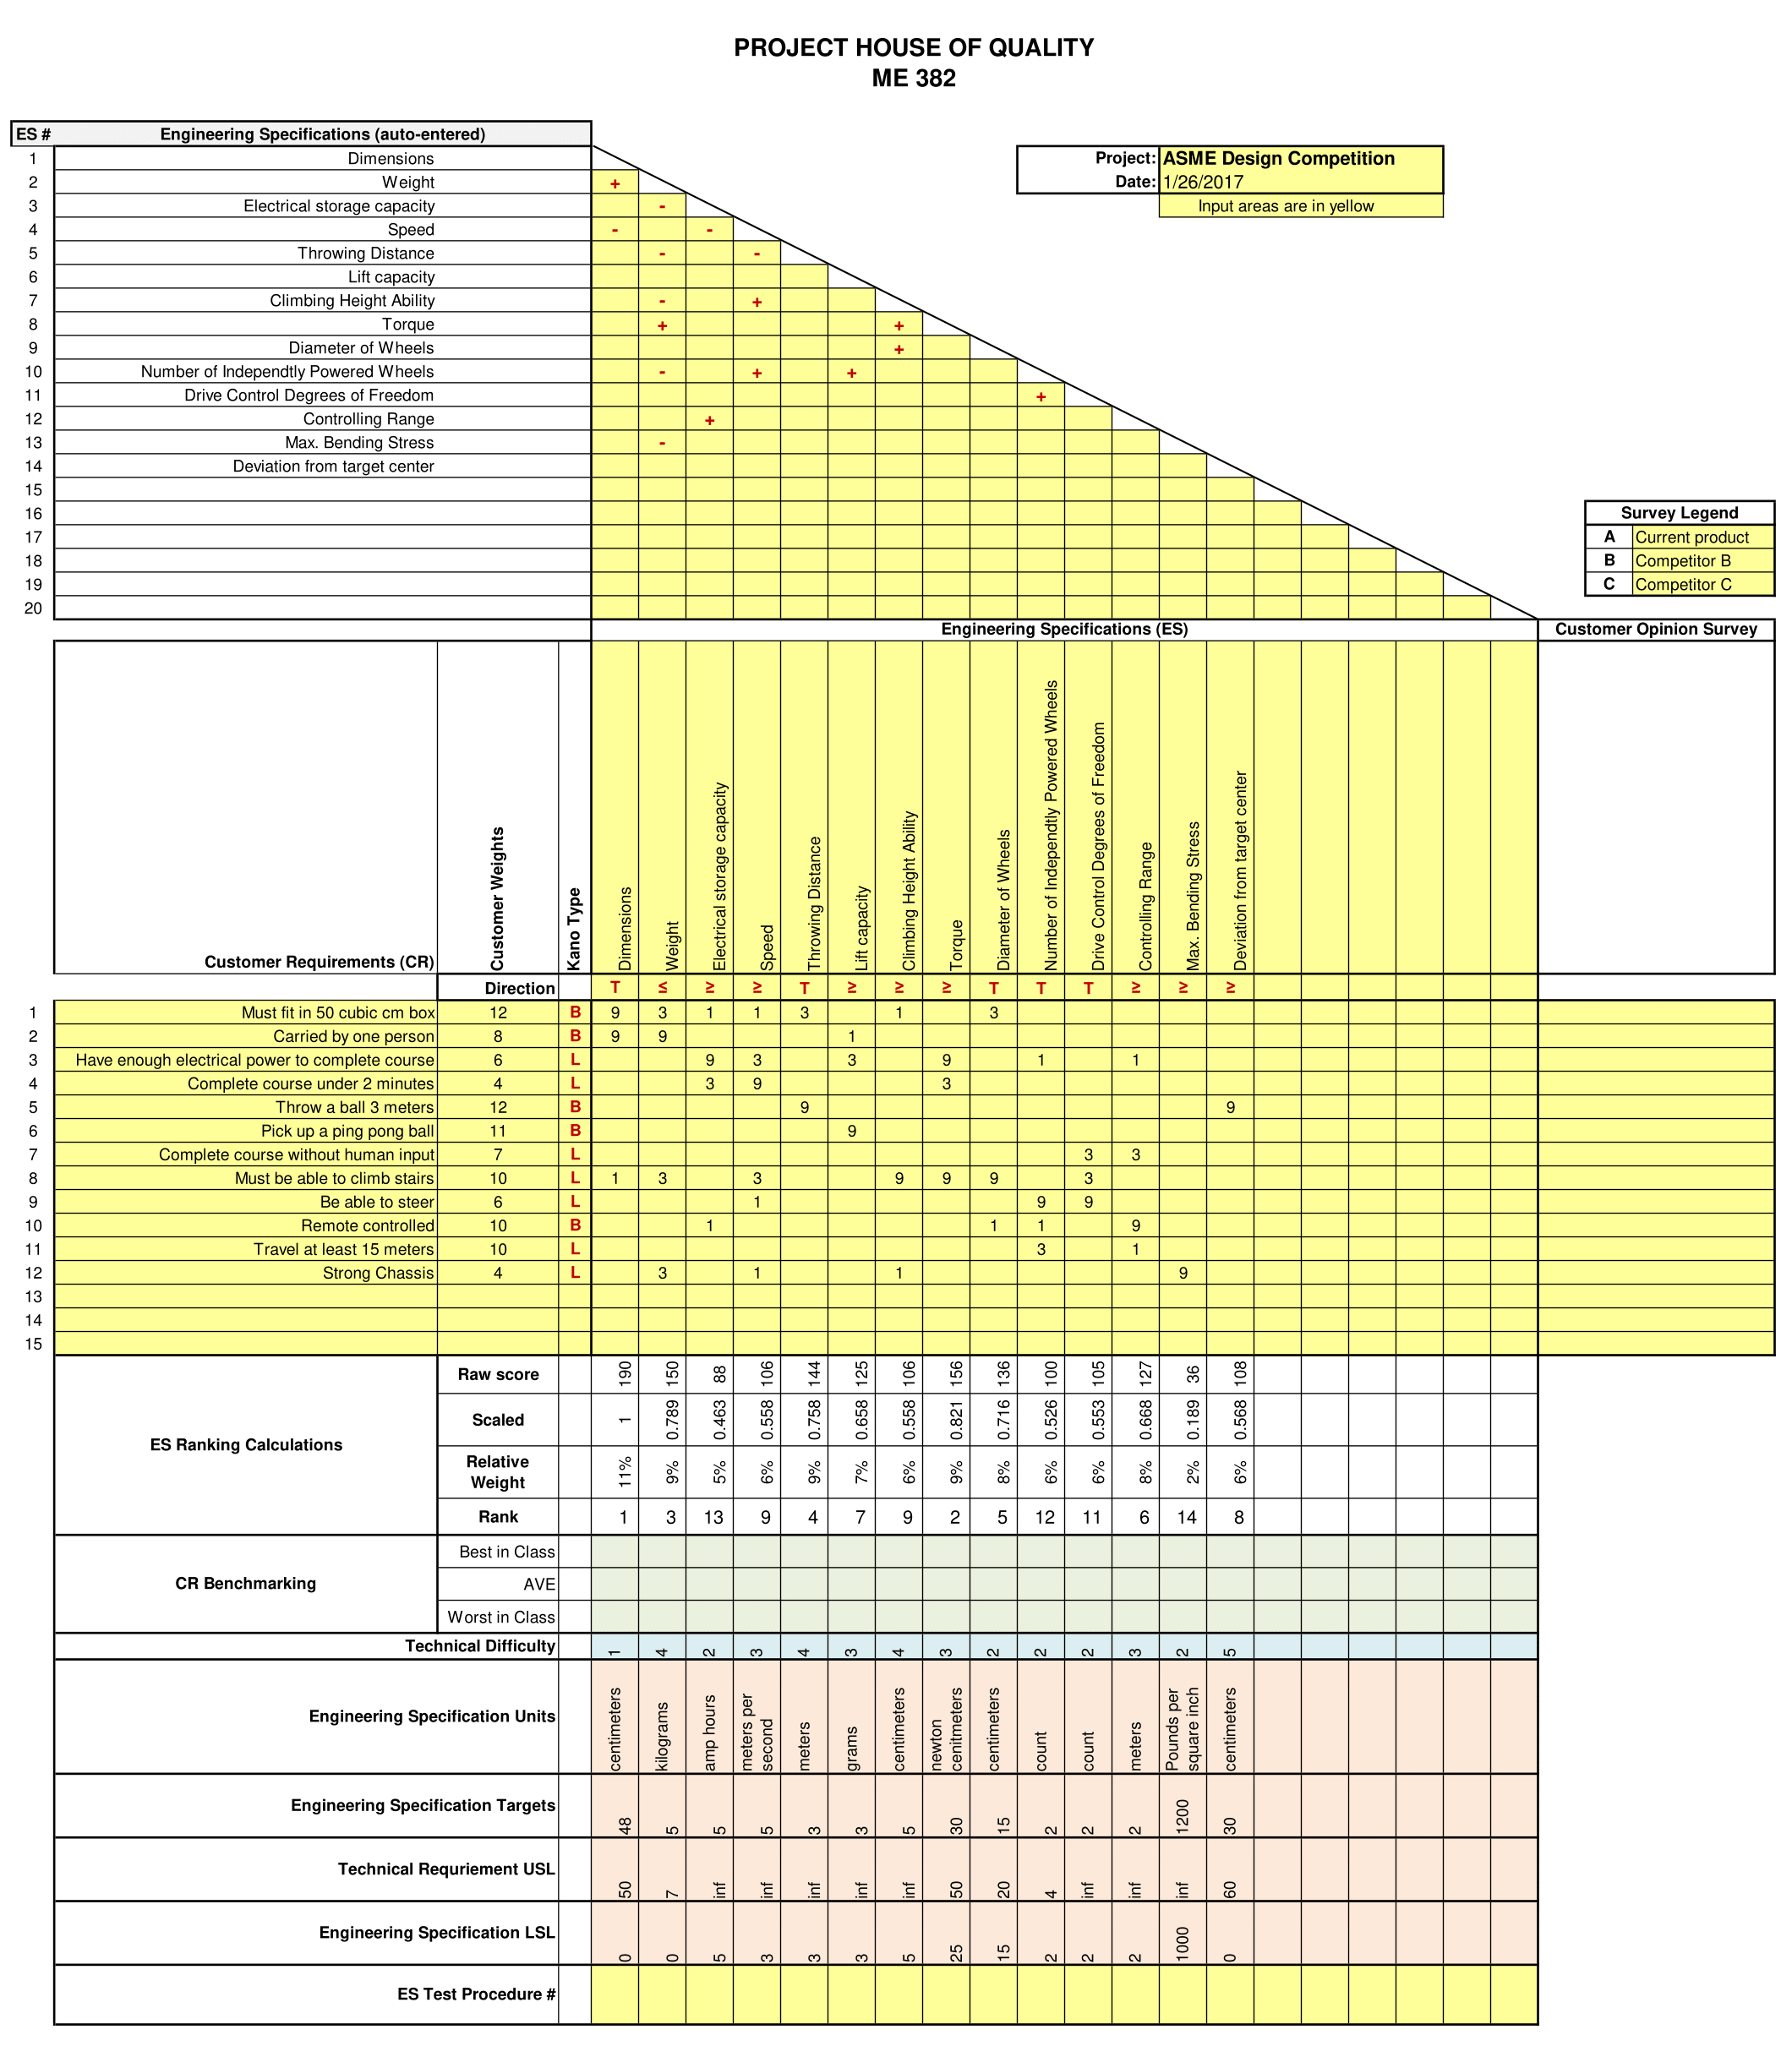 PROJECT HOUSE OF QUALITY
ME 382
ES # Engineering Specifications (auto-entered)
1 Dimensions
Project: ASME Design Competition
2 Weight +
Date: 1/26/2017
3 Electrical storage capacity -
Input areas are in yellow
4 Speed - -
5 Throwing Distance - -
6 Lift capacity
7 Climbing Height Ability - +
8 Torque + +
9 Diameter of Wheels +
10 Number of Independtly Powered Wheels - + +
11 Drive Control Degrees of Freedom +
12 Controlling Range +
13 Max. Bending Stress -
14 Deviation from target center
15
16
17
18
19
20
Survey Legend
A Current product
B Competitor B
C Competitor C
Engineering Specifications (ES)
Customer Opinion Survey
Customer Requirements (CR)
Customer Weights
Kano Type
Dimensions
Weight
Electrical storage capacity
Speed
Throwing Distance
Lift capacity
Climbing Height Ability
Torque
Diameter of Wheels
Number of Independtly Powered Wheels
Drive Control Degrees of Freedom
Controlling Range
Max. Bending Stress
Deviation from target center
Direction T ≤ ≥ ≥ T ≥ ≥ ≥ T T T ≥ ≥ ≥
1 Must fit in 50 cubic cm box 12 B 9 3 1 1 3 1 3
2 Carried by one person 8 B 9 9 1
3 Have enough electrical power to complete course 6 L 9 3 3 9 1 1
4 Complete course under 2 minutes 4 L 3 9 3
5 Throw a ball 3 meters 12 B 9 9
6 Pick up a ping pong ball 11 B 9
7 Complete course without human input 7 L 3 3
8 Must be able to climb stairs 10 L 1 3 3 9 9 9 3
9 Be able to steer 6 L 1 9 9
10 Remote controlled 10 B 1 1 1 9
11 Travel at least 15 meters 10 L 3 1
12 Strong Chassis 4 L 3 1 1 9
13
14
15
ES Ranking Calculations
Raw score 190 150 88 106 144 125 106 156 136 100 105 127 36 108
Scaled 1 0.789 0.463 0.558 0.758 0.658 0.558 0.821 0.716 0.526 0.553 0.668 0.189 0.568
Relative
Weight 11% 9% 5% 6% 9% 7% 6% 9% 8% 6% 6% 8% 2% 6%
Rank 1 3 13 9 4 7 9 2 5 12 11 6 14 8
CR Benchmarking
Best in Class
AVE
Worst in Class
Technical Difficulty 1 4 2 3 4 3 4 3 2 2 2 3 2 5
Engineering Specification Units
centimeters
kilograms
amp hours
meters per
second
meters
grams
centimeters
newton
cenitmeters
centimeters
count
count
meters
Pounds per
square inch
centimeters
Engineering Specification Targets 48 5 5 5 3 3 5 30 15 2 2 2 1200 30
Technical Requriement USL 50 7 inf inf inf inf inf 50 20 4 inf inf inf 60
Engineering Specification LSL 0 0 5 3 3 3 5 25 15 2 2 2 1000 0
ES Test Procedure #